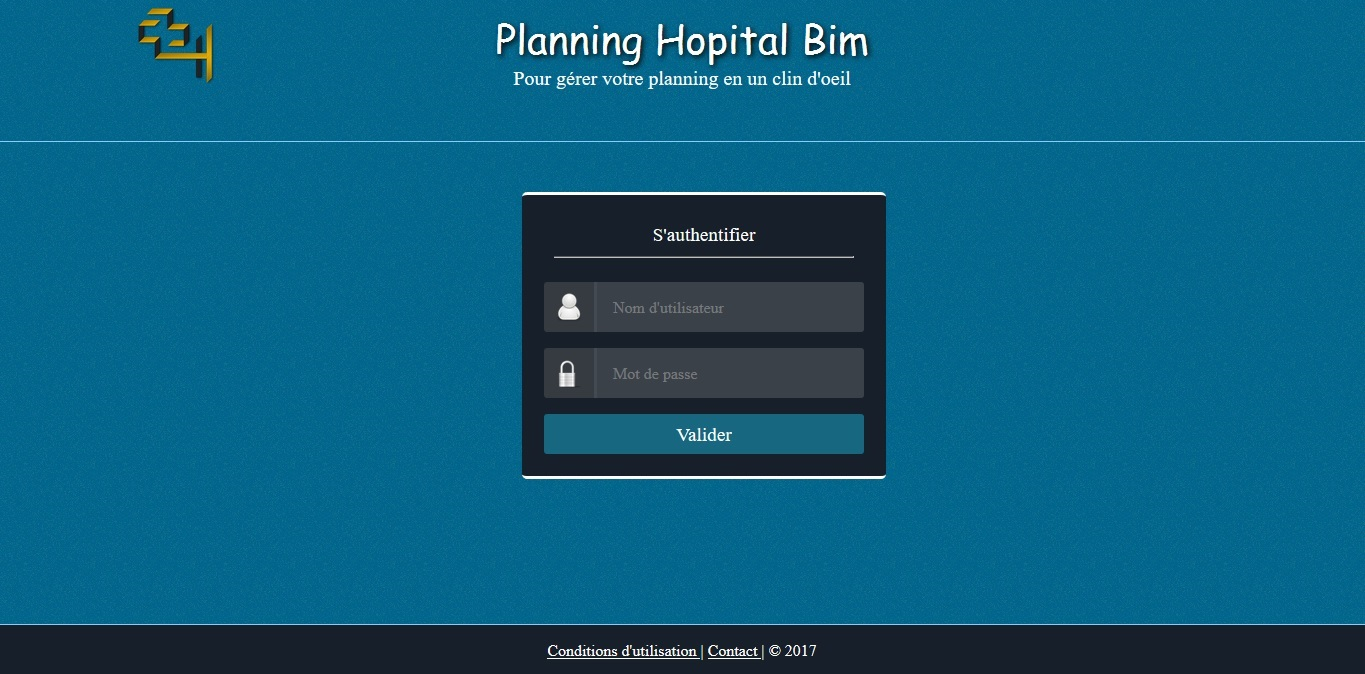 Planning Hopital Bim
Pour gérer votre planning en un clin d'oeil
S'authentifier
Nom d'utilisateur
Mot de passe
Valider
Conditions d'utilisation | Contact | © 2017